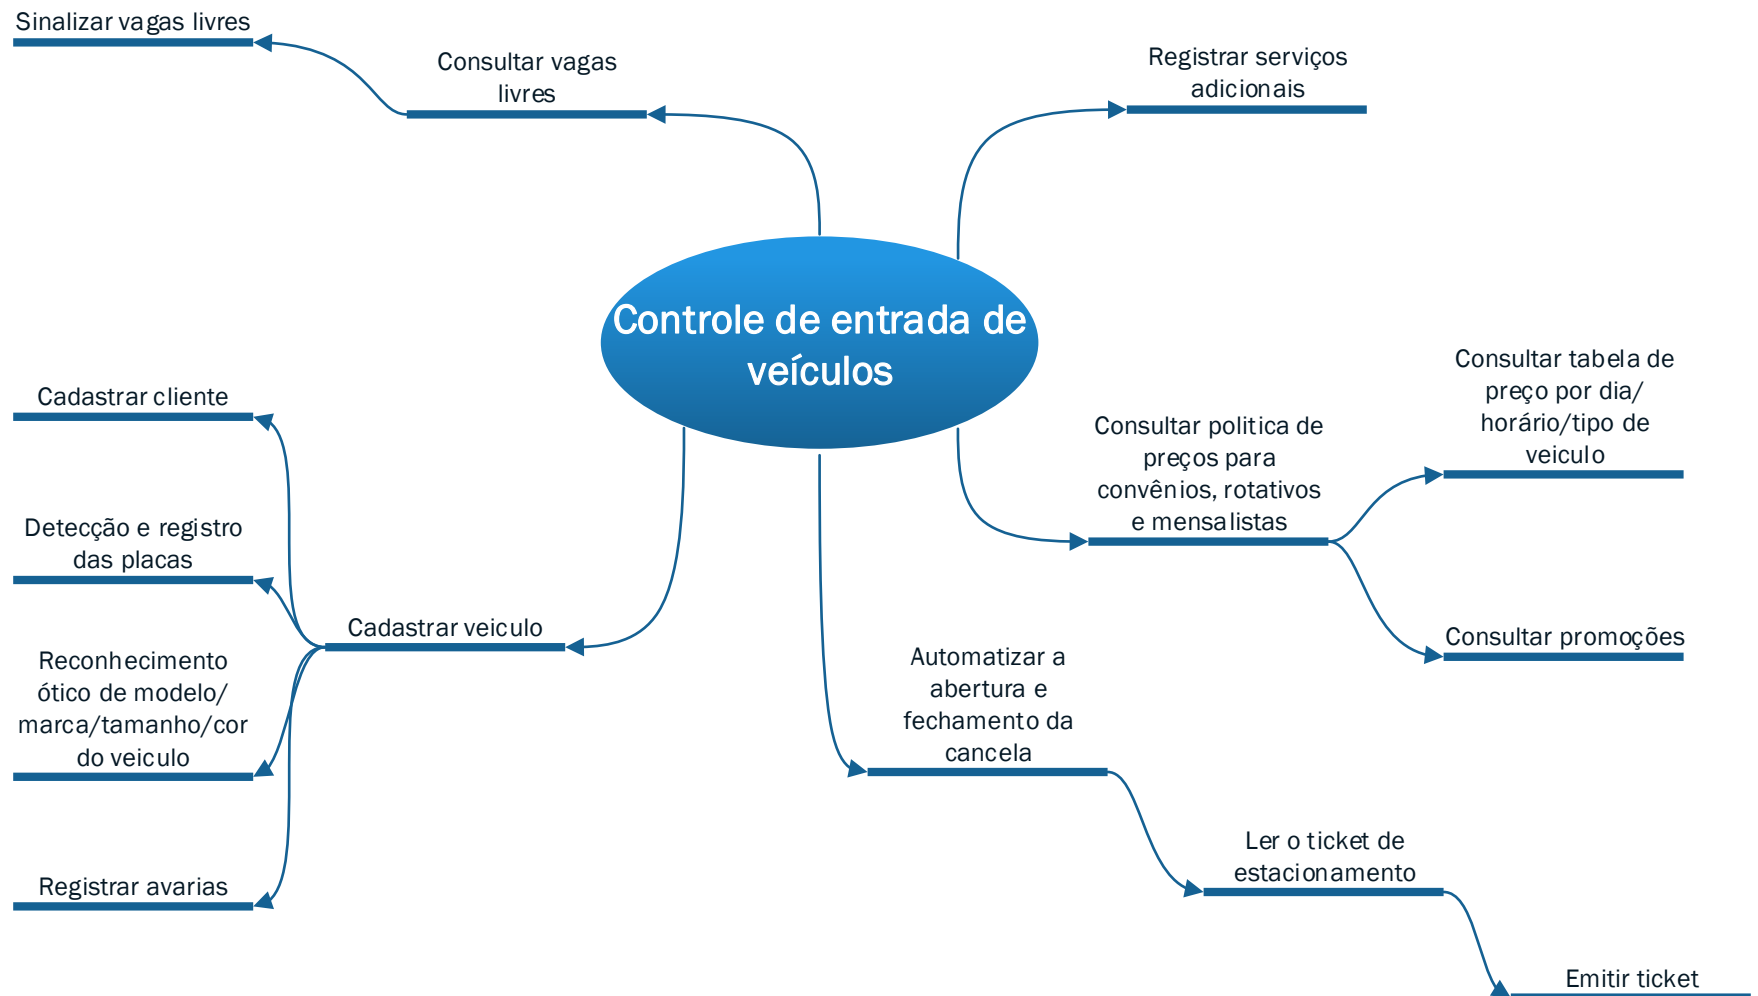 Sinalizar vagas livres
Consultar vagas
livres
Registrar serviços
adicionais
Controle de entrada de
veículos
Cadastrar cliente
Detecção e registro
das placas
Reconhecimento
ótico de modelo/
marca/tamanho/cor
do veiculo
Registrar avarias
Cadastrar veiculo
Automatizar a
abertura e
fechamento da
cancela
Ler o ticket de
estacionamento
Emitir ticket
Consultar politica de
preços para
convênios, rotativos
e mensalistas
Consultar tabela de
preço por dia/
horário/tipo de
veiculo
Consultar promoções